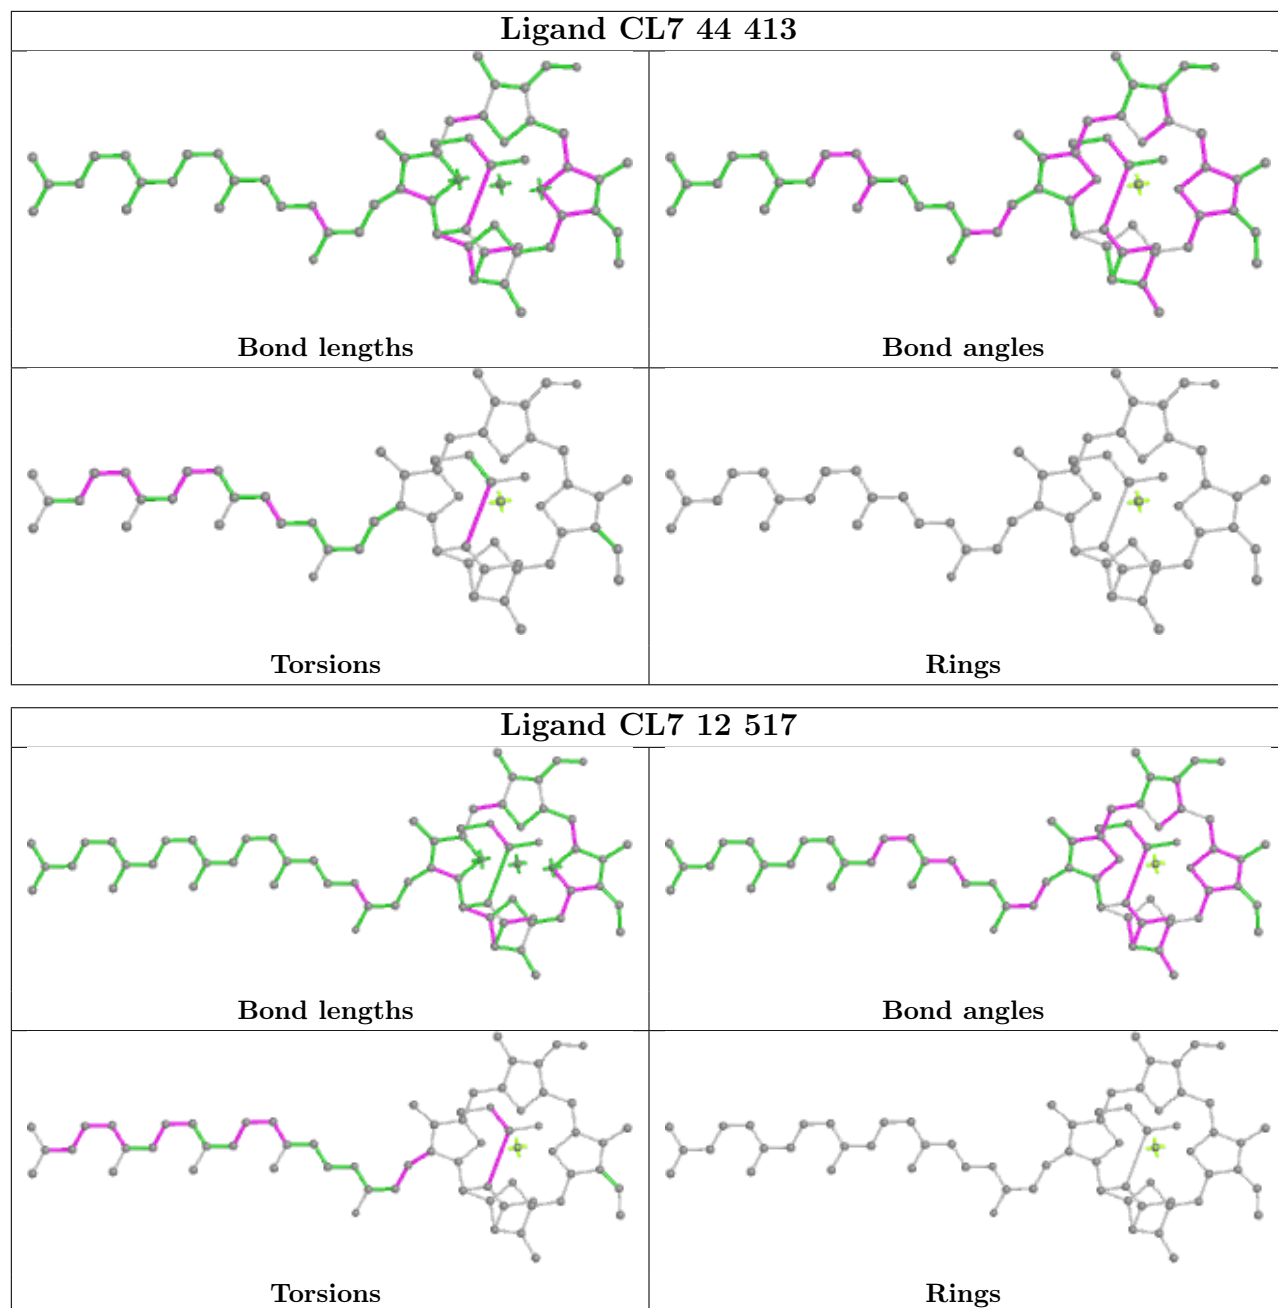 Ligand CL7 44 413
Bond lengths
Bond angles
Torsions
Rings
Ligand CL7 12 517
Bond lengths
Bond angles
Torsions
Rings